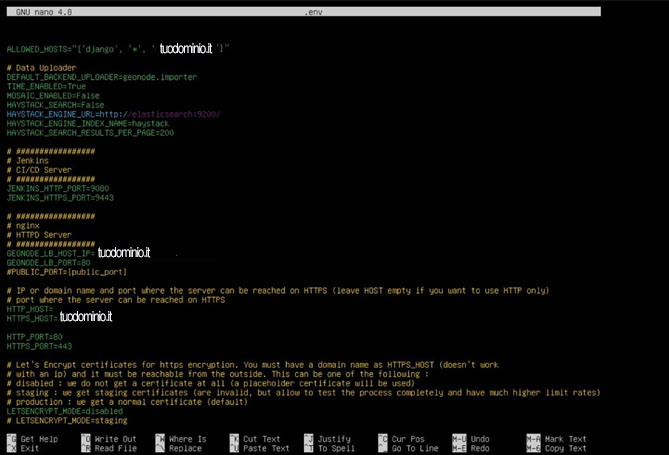 GNU nano 4.8 .env
ALLOWED_HOSTS="['django', '*', ' tuodominio.it ']"
# Data Uploader
DEFAULT_BACKEND_UPLOADER=geonode.importer
TIME_ENABLED=True
MOSAIC_ENABLED=False
HAYSTACK_SEARCH=False
HAYSTACK_ENGINE_URL=http://elasticsearch:9200/
HAYSTACK_ENGINE_INDEX_NAME=haystack
HAYSTACK_SEARCH_RESULTS_PER_PAGE=200
# #################
# Jenkins
# CI/CD Server
# #################
JENKINS_HTTP_PORT=9080
JENKINS_HTTPS_PORT=9443
# #################
# nginx
# HTTPD Server
# #################
GEONODE_LB_HOST_IP= tuodominio.it
GEONODE_LB_PORT=80
#PUBLIC_PORT=[public_port]
# IP or domain name and port where the server can be reached on HTTPS (leave HOST empty if you want to use HTTP only)
# port where the server can be reached on HTTPS
HTTP_HOST=
HTTPS_HOST= tuodominio.it
HTTP_PORT=80
HTTPS_PORT=443
# Let's Encrypt certificates for https encryption. You must have a domain name as HTTPS_HOST (doesn't work
# with an ip) and it must be reachable from the outside. This can be one of the following :
# disabled : we do not get a certificate at all (a placeholder certificate will be used)
# staging : we get staging certificates (are invalid, but allow to test the process completely and have much higher limit rates)
# production : we get a normal certificate (default)
LETSENCRYPT_MODE=disabled
# LETSENCRYPT_MODE=staging
^G Get Help ^O Write Out ^W Where Is ^K Cut Text ^J Justify ^C Cur Pos M-U Undo M-A Mark Text
^X Exit ^R Read File ^\ Replace ^U Paste Text ^T To Spell ^_ Go To Line M-E Redo M-6 Copy Text